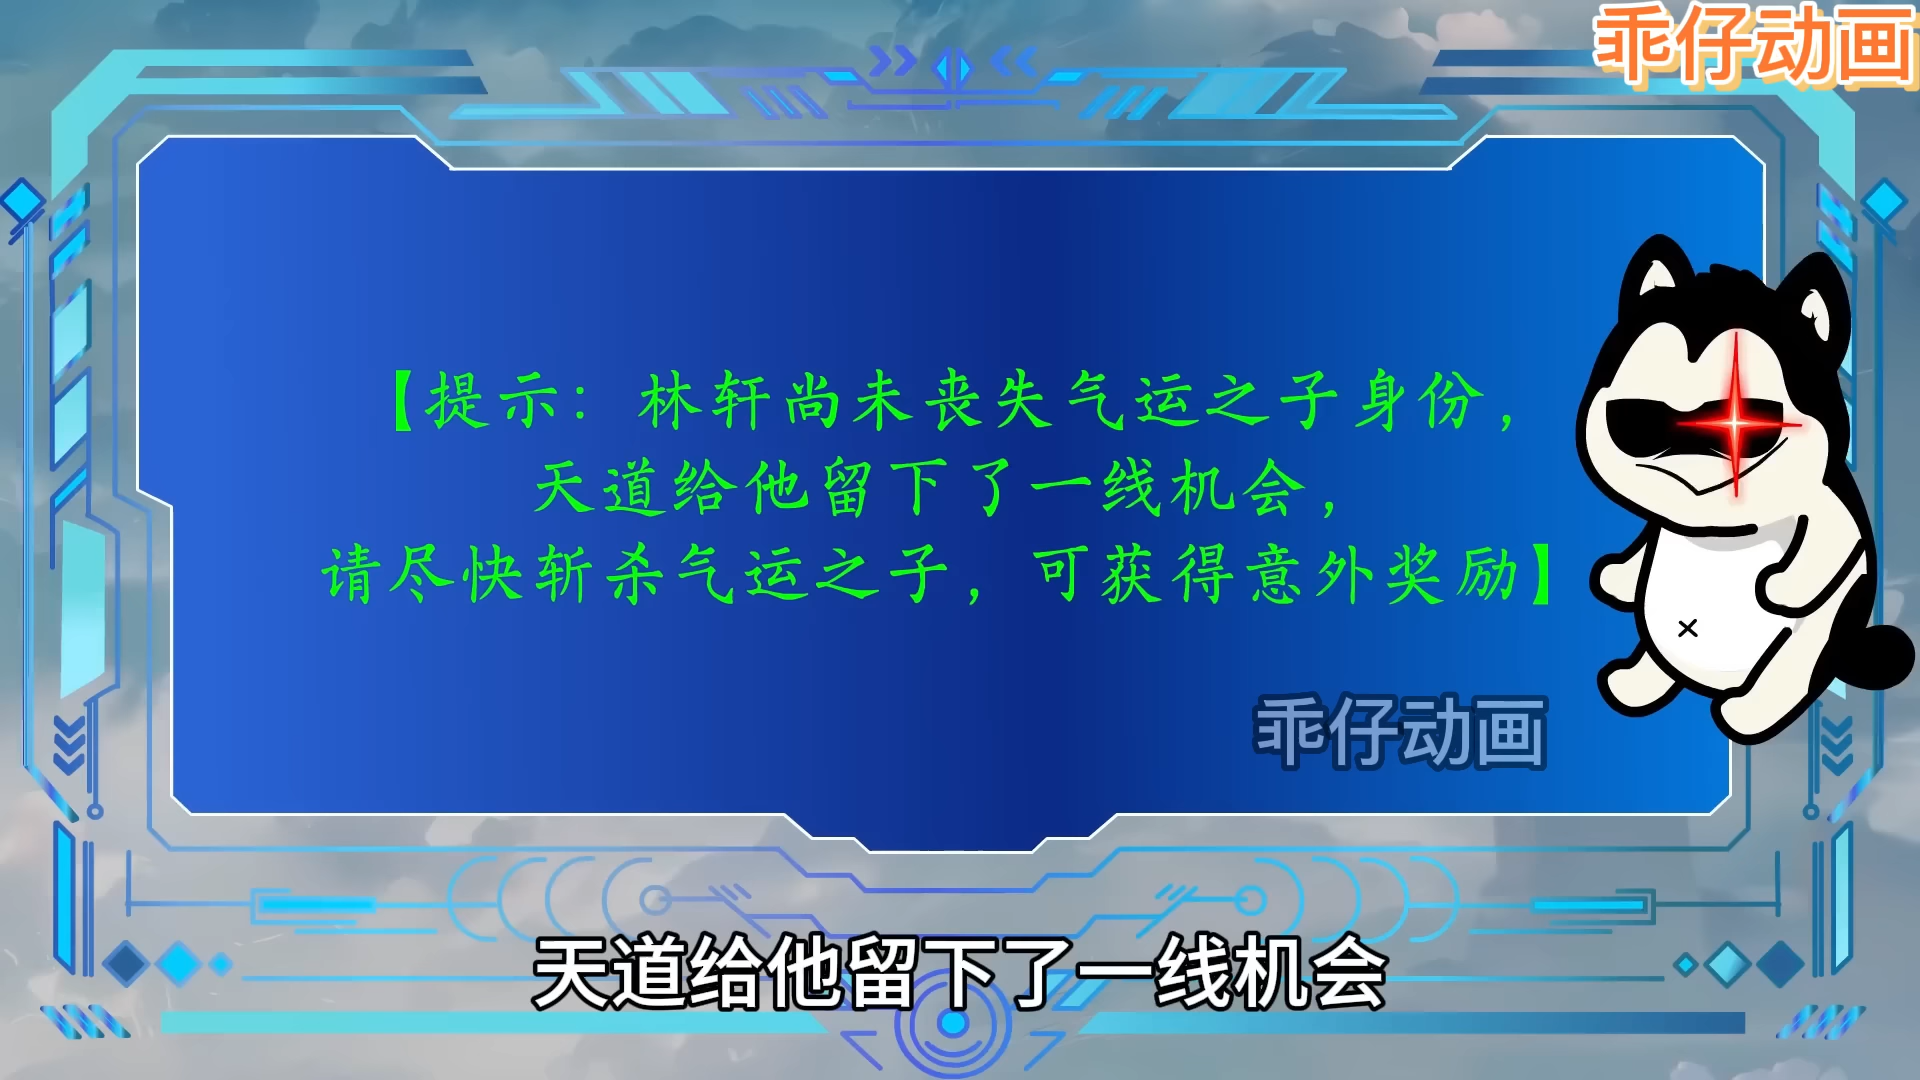 乖仔动画
【提示：林轩尚未丧失气运之子身份，
天道给他留下了一线机会，
请尽快斩杀气运之子，可获得意外奖励】
乖仔动画
天道给他留下了一线机会